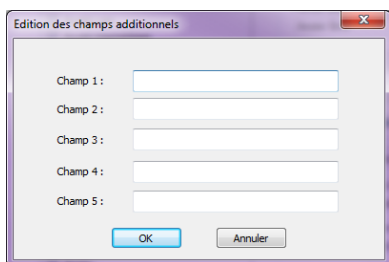 Edition des champs additionnels
Champ 1 :
Champ 2 :
Champ 3 :
Champ 4 :
Champ 5 :
OK Annuler